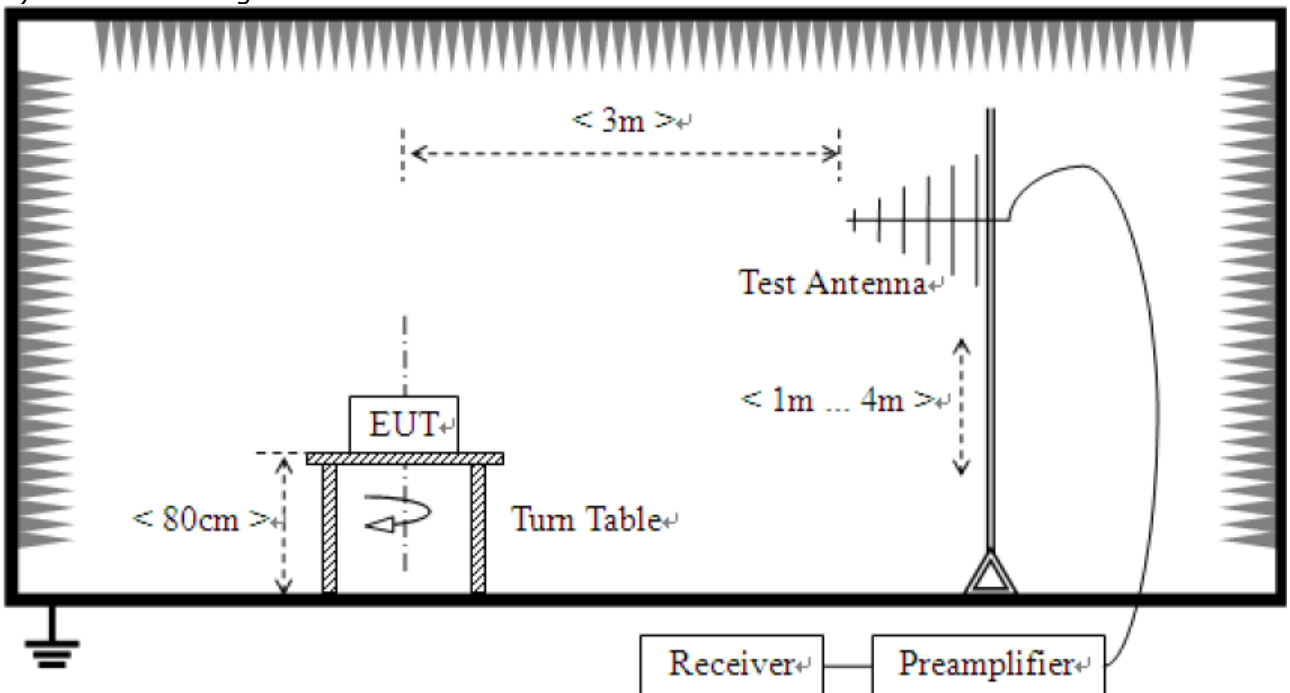 < 3m >↵
Test Antenna↵
< 1m ... 4m >↵
EUT↵
< 80cm >↵
Turn Table↵
Receiver↵
Preamplifier↵